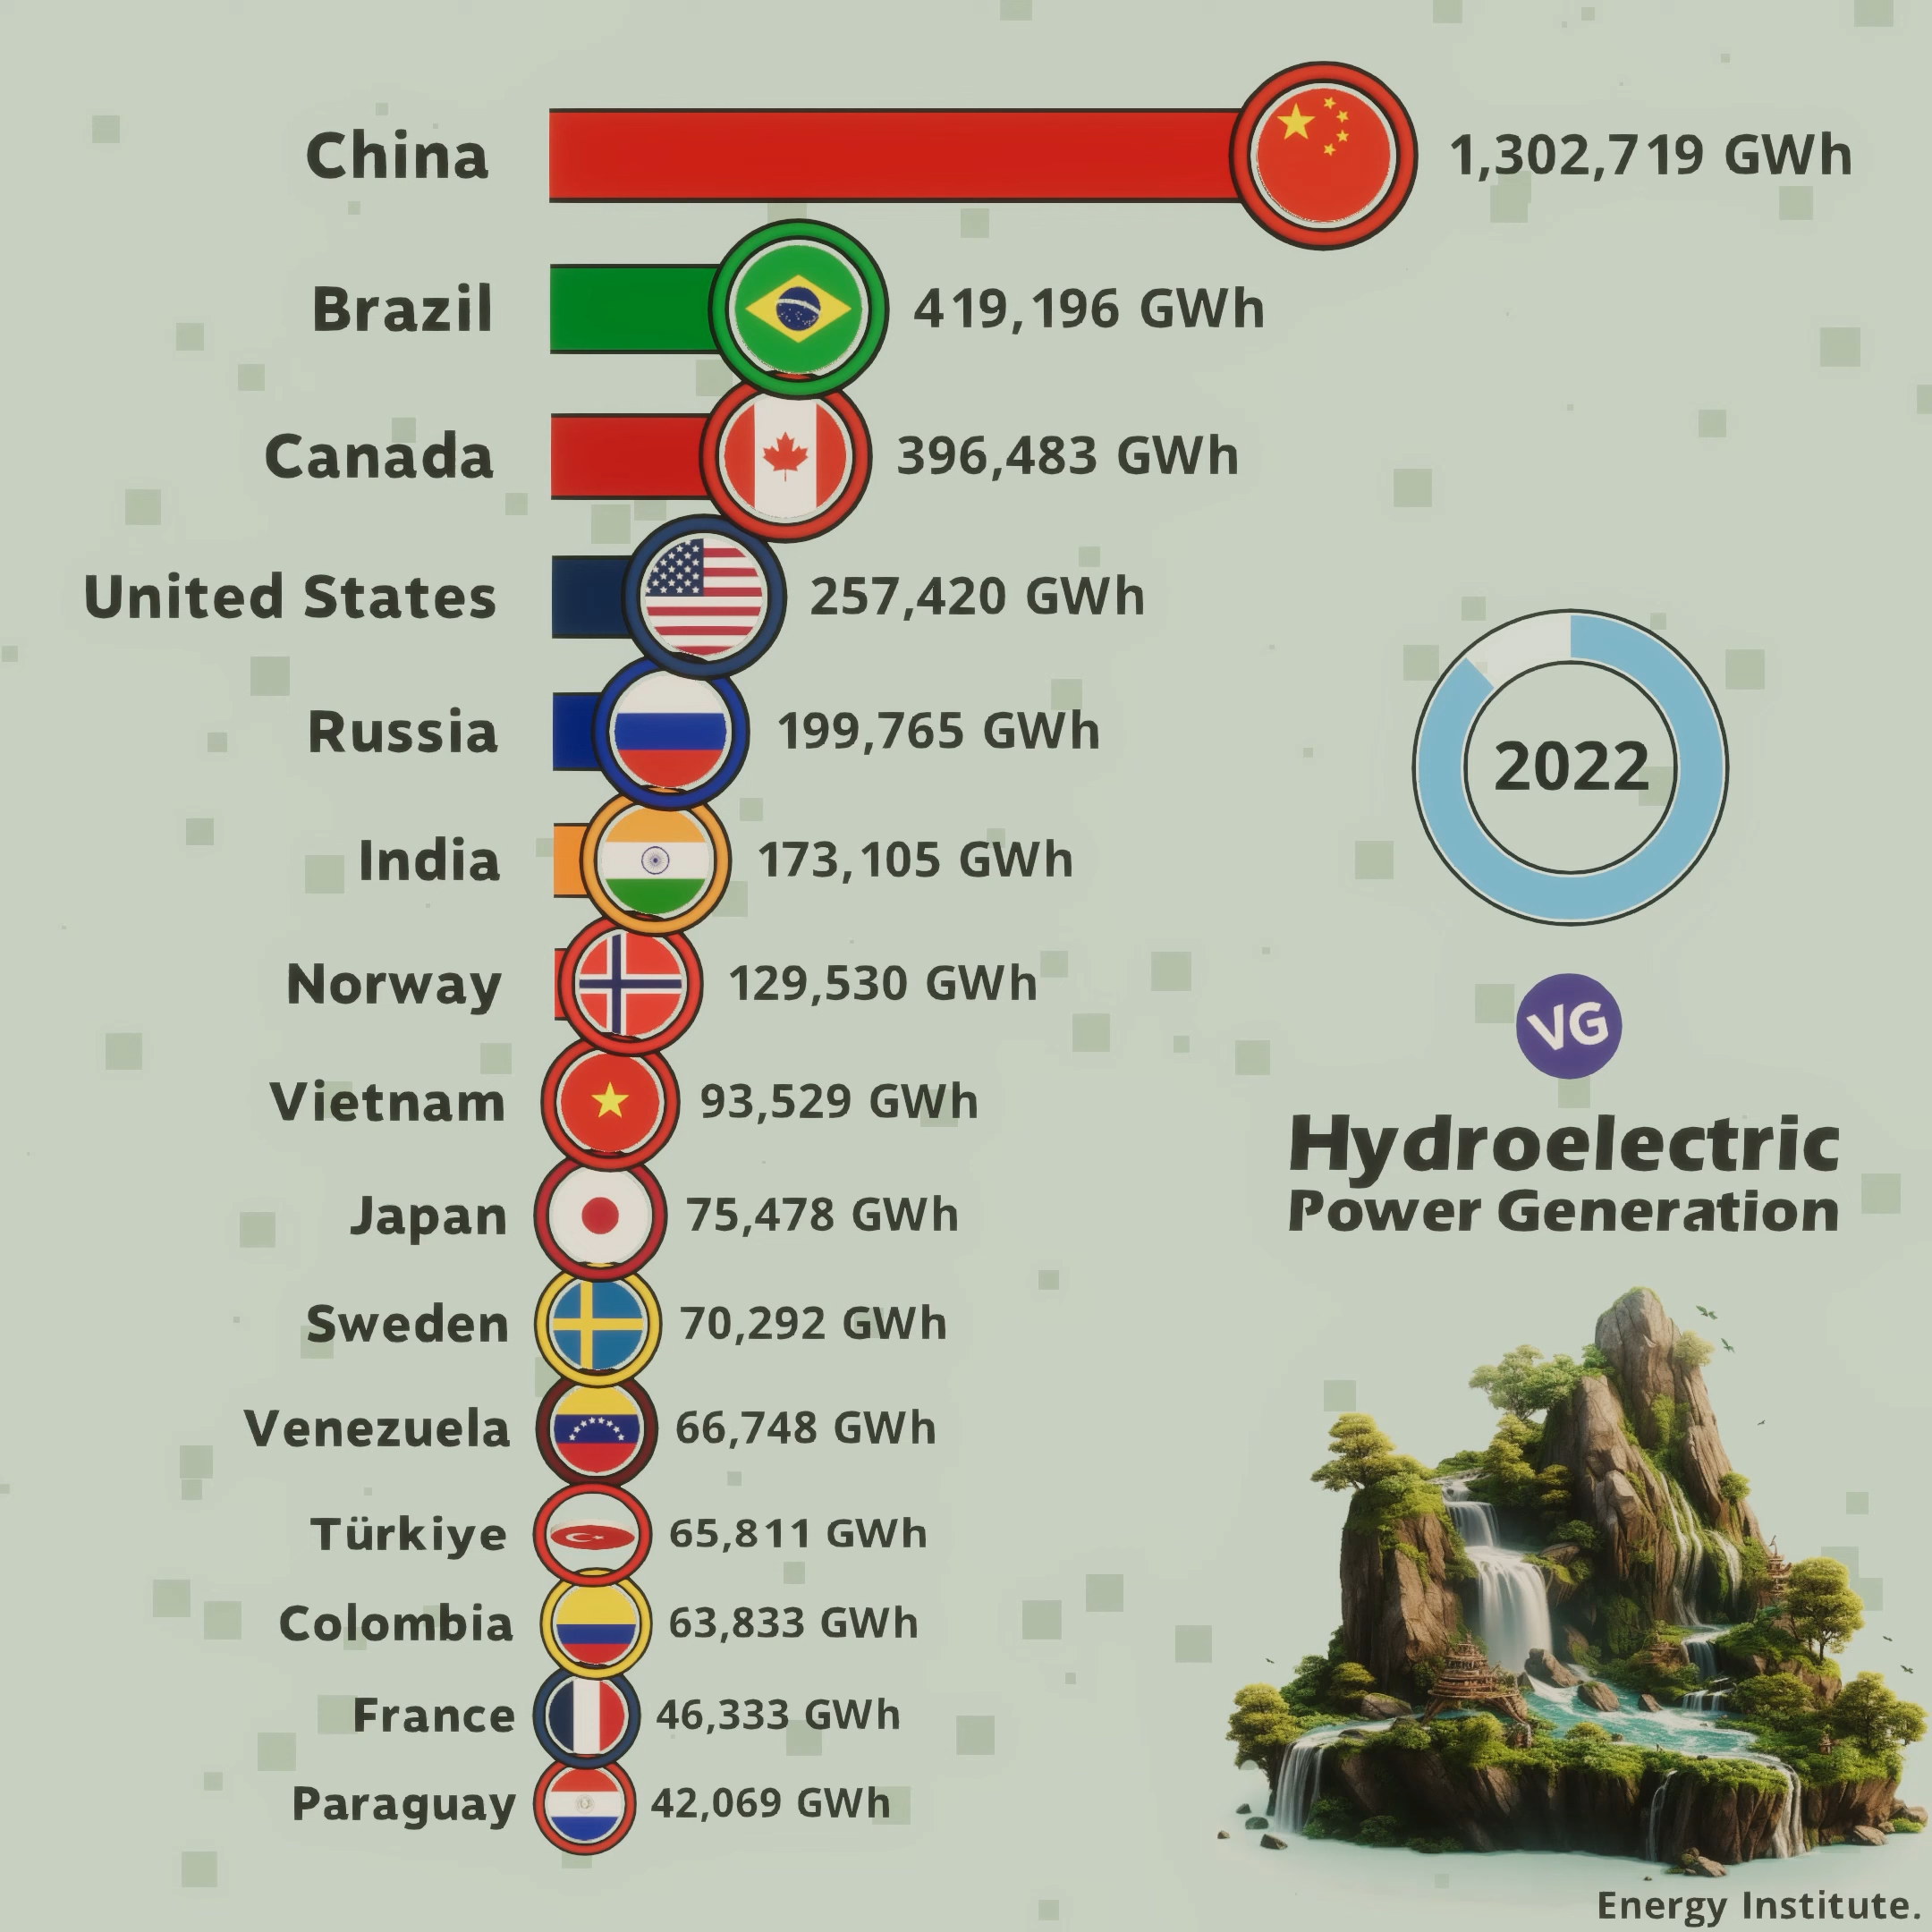 China 1,302,719 GWh
Brazil 419,196 GWh
Canada 396,483 GWh
United States 257,420 GWh
Russia 199,765 GWh
India 173,105 GWh
Norway 129,530 GWh
Vietnam 93,529 GWh
Japan 75,478 GWh
Sweden 70,292 GWh
Venezuela 66,748 GWh
Türkiye 65,811 GWh
Colombia 63,833 GWh
France 46,333 GWh
Paraguay 42,069 GWh
2022
VG
Hydroelectric
Power Generation
Energy Institute.